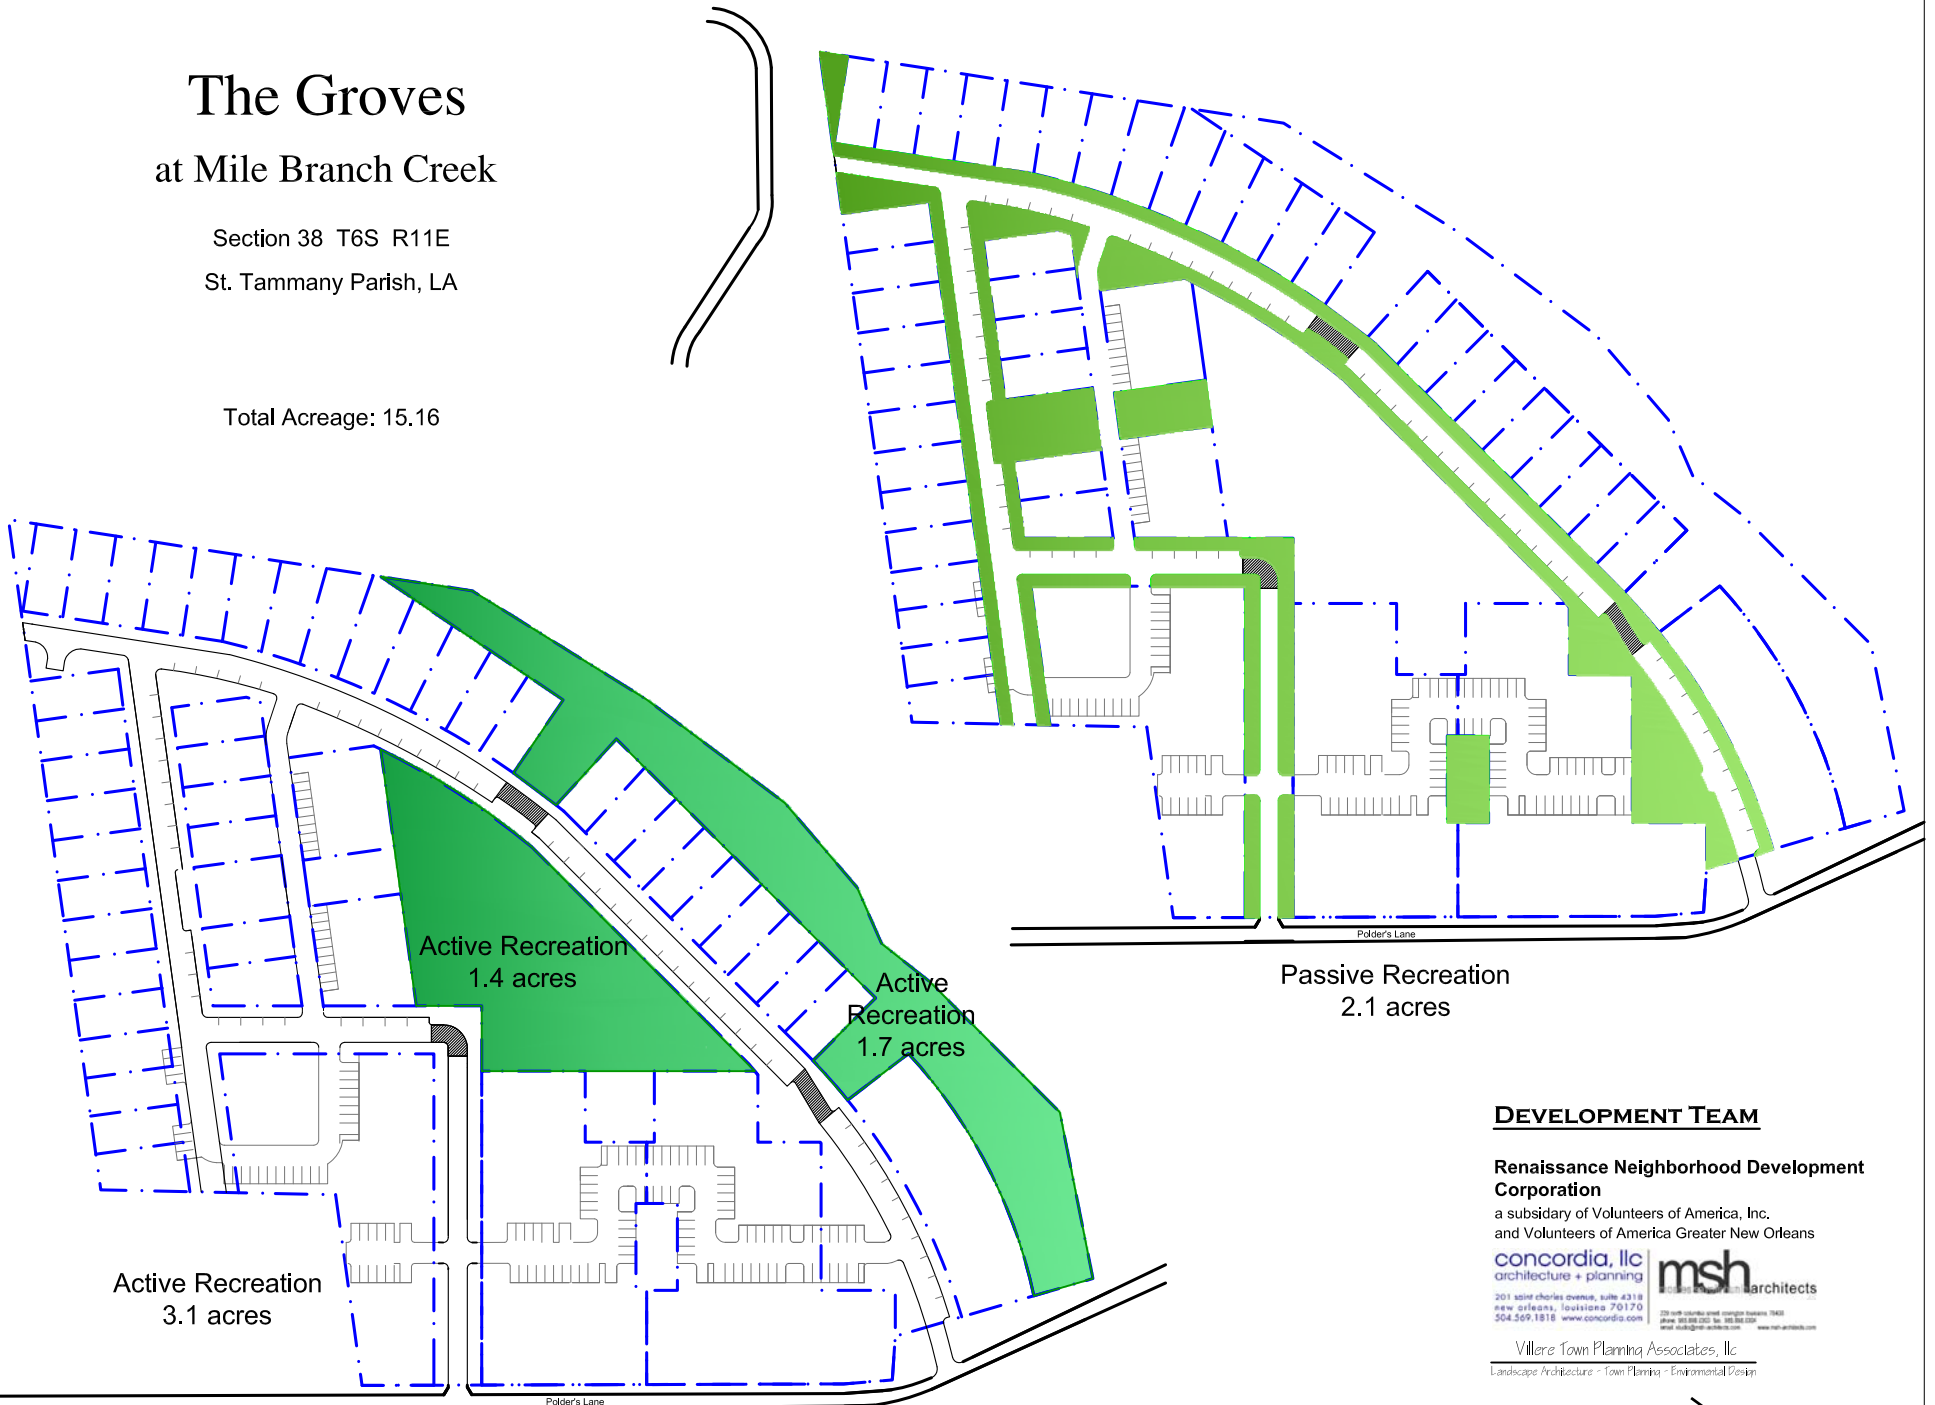 The Groves
at Mile Branch Creek
Section 38 T6S R11E
St. Tammany Parish, LA
Total Acreage: 15.16
Polder's Lane
Passive Recreation
2.1 acres
Active Recreation
1.4 acres
Active
Recreation
1.7 acres
Active Recreation
3.1 acres
Polder's Lane
DEVELOPMENT TEAM
Renaissance Neighborhood Development
Corporation
a subsidary of Volunteers of America, Inc.
and Volunteers of America Greater New Orleans
concordia, llc
architecture + planning
201 saint charles avenue, suite 4318
new orleans, louisiana 70170
504.569.1818 www.concordia.com
msh
architects
Villere Town Planning Associates, llc
Landscape Architecture - Town Planning - Environmental Design